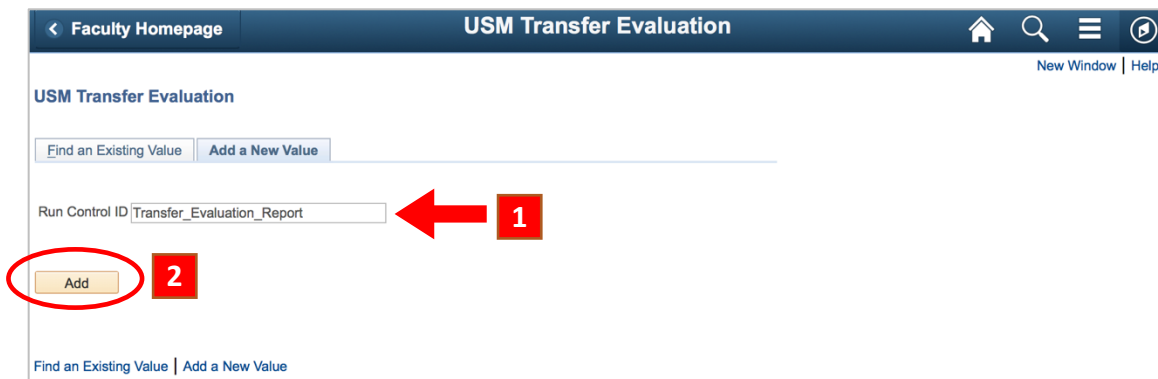 Faculty Homepage USM Transfer Evaluation
New Window | Help
USM Transfer Evaluation
Find an Existing Value Add a New Value
Run Control ID Transfer_Evaluation_Report 1
Add 2
Find an Existing Value | Add a New Value